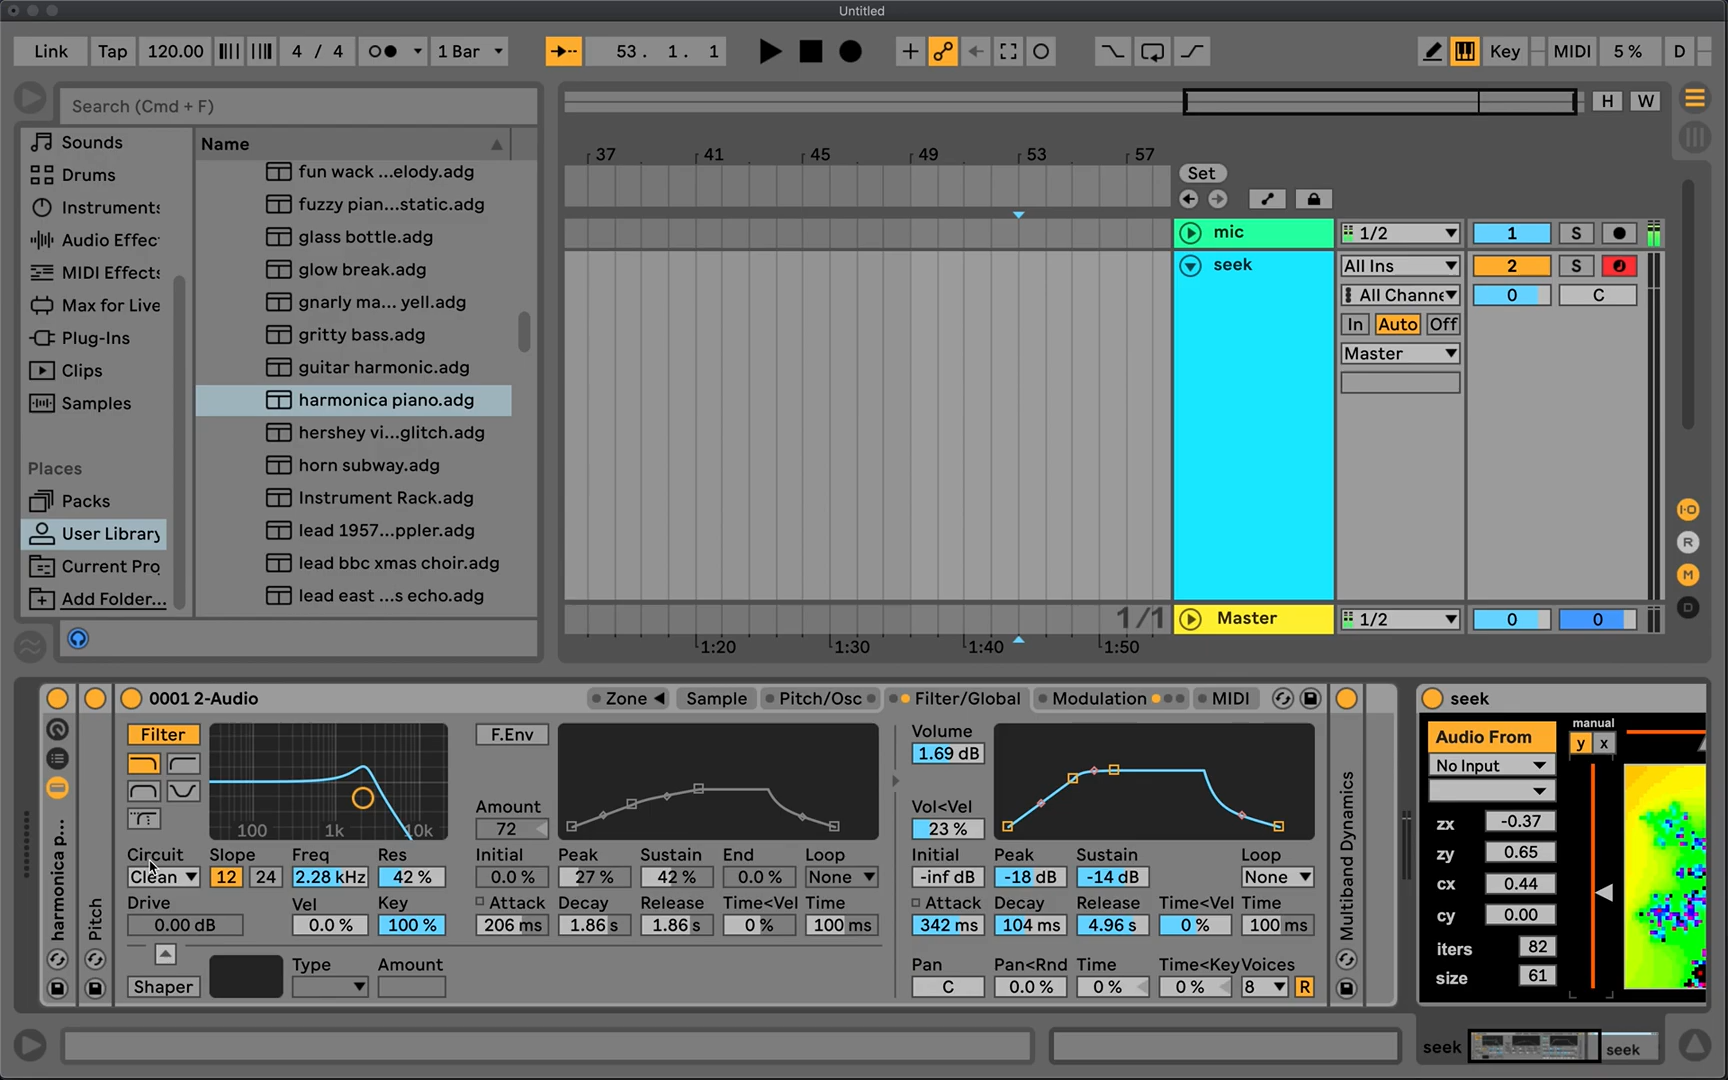 Untitled
Link Tap 120.00 4 / 4 1 Bar 53. 1. 1 Key MIDI 5 % D
Search (Cmd + F)
H W
Sounds
Drums
Instruments
Audio Effec
MIDI Effects
Max for Live
Plug-Ins
Clips
Samples
Places
Packs
User Library
Current Pro
Add Folder...
Name
fun wack ...elody.adg
fuzzy pian...static.adg
glass bottle.adg
glow break.adg
gnarly ma... yell.adg
gritty bass.adg
guitar harmonic.adg
harmonica piano.adg
hershey vi...glitch.adg
horn subway.adg
Instrument Rack.adg
lead 1957...ppler.adg
lead bbc xmas choir.adg
lead east ...s echo.adg
37 41 45 49 53 57
Set
mic 1/2 1 S
seek All Ins 2 S
All Channe 0 C
In Auto Off
Master
I-O
R
M
D
1/1 Master 1/2 0 0
1:20 1:30 1:40 1:50
harmonica p...
Pitch
0001 2-Audio Zone Sample Pitch/Osc Filter/Global Modulation MIDI
Filter F.Env Volume
1.69 dB
100 1k 10k
Amount Vol<Vel
72 23 %
Circuit Slope Freq Res Initial Peak Sustain End Loop Initial Peak Sustain Loop
Clean 12 24 2.28 kHz 42 % 0.0 % 27 % 42 % 0.0 % None -inf dB -18 dB -14 dB None
Drive Vel Key Attack Decay Release Time<Vel Time Attack Decay Release Time<Vel Time
0.00 dB 0.0 % 100 % 206 ms 1.86 s 1.86 s 0 % 100 ms 342 ms 104 ms 4.96 s 0 % 100 ms
Type Amount Pan Pan<Rnd Time Time<Key Voices
Shaper C 0.0 % 0 % 0 % 8 R
Multiband Dynamics
seek
Audio From manual
No Input y x
zx -0.37
zy 0.65
cx 0.44
cy 0.00
iters 82
size 61
seek seek